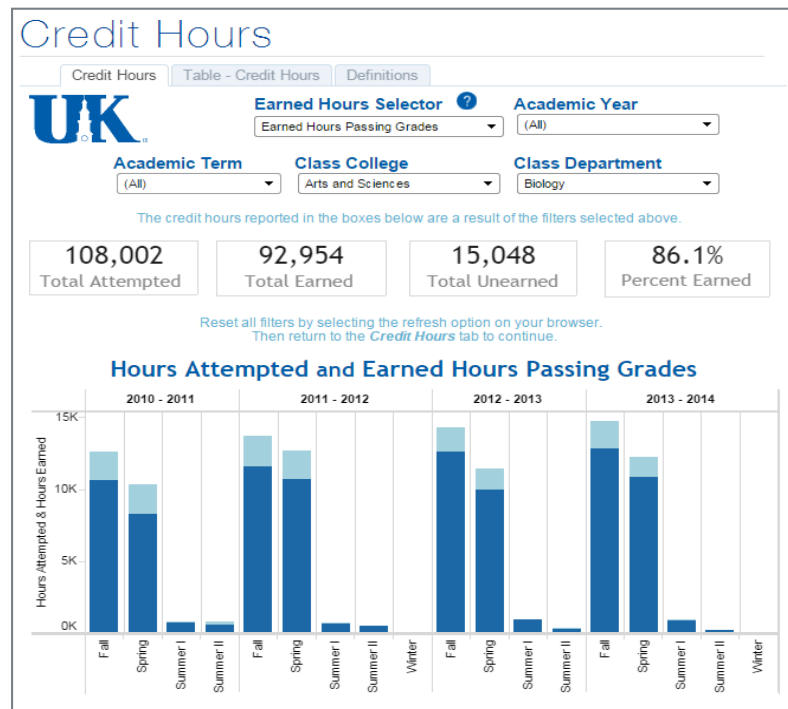 Credit Hours
Credit Hours Table - Credit Hours Definitions
UK
Earned Hours Selector ? Academic Year
Earned Hours Passing Grades (All)
Academic Term Class College Class Department
(All) Arts and Sciences Biology
The credit hours reported in the boxes below are a result of the filters selected above.
108,002 92,954 15,048 86.1%
Total Attempted Total Earned Total Unearned Percent Earned
Reset all filters by selecting the refresh option on your browser.
Then return to the Credit Hours tab to continue.
Hours Attempted and Earned Hours Passing Grades
2010 - 2011 2011 - 2012 2012 - 2013 2013 - 2014
Hours Attempted & Hours Earned
15K
10K
5K
0K
Fall Spring Summer I Summer II Fall Spring Summer I Summer II Winter Fall Spring Summer I Summer II Fall Spring Summer I Summer II Winter